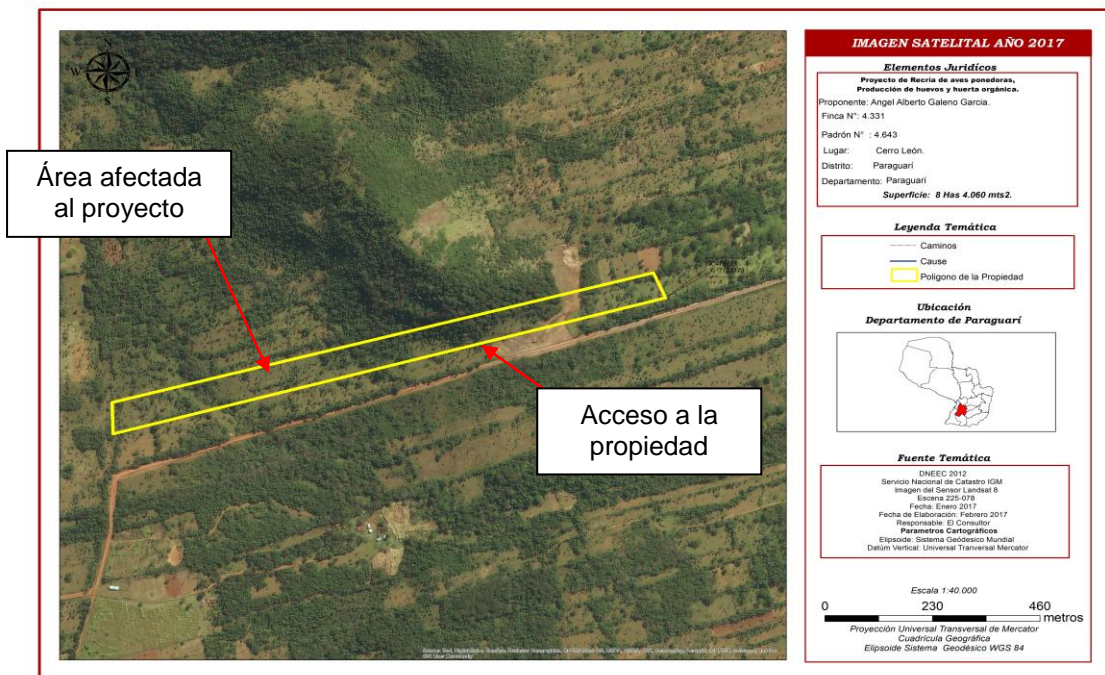 N
W
S
Área afectada
al proyecto
Acceso a la
propiedad
IMAGEN SATELITAL AÑO 2017
Elementos Juridícos
Proyecto de Recria de aves ponedoras,
Producción de huevos y huerta orgánica.
Proponente: Angel Alberto Galeno Garcia.
Finca N°: 4.331
Padrón N° : 4.643
Lugar: Cerro León.
Distrito: Paraguarí
Departamento: Paraguarí
Superficie: 8 Has 4.060 mts2.
Leyenda Temática
Caminos
Cause
Poligono de la Propiedad
Ubicación
Departamento de Paraguarí
Fuente Temática
DNEEC 2012
Servicio Nacional de Catastro IGM
Imagen del Sensor Landsat 8
Escena 225-078
Fecha: Enero 2017
Fecha de Elaboración: Febrero 2017
Responsable: El Consultor
Parametros Cartográficos
Elipsoide: Sistema Geódesico Mundial
Datúm Vertical: Universal Tranversal Mercator
Escala 1:40.000
0 230 460
metros
Proyección Universal Transversal de Mercator
Cuadricula Geográfica
Elipsoide Sistema Geodésico WGS 84